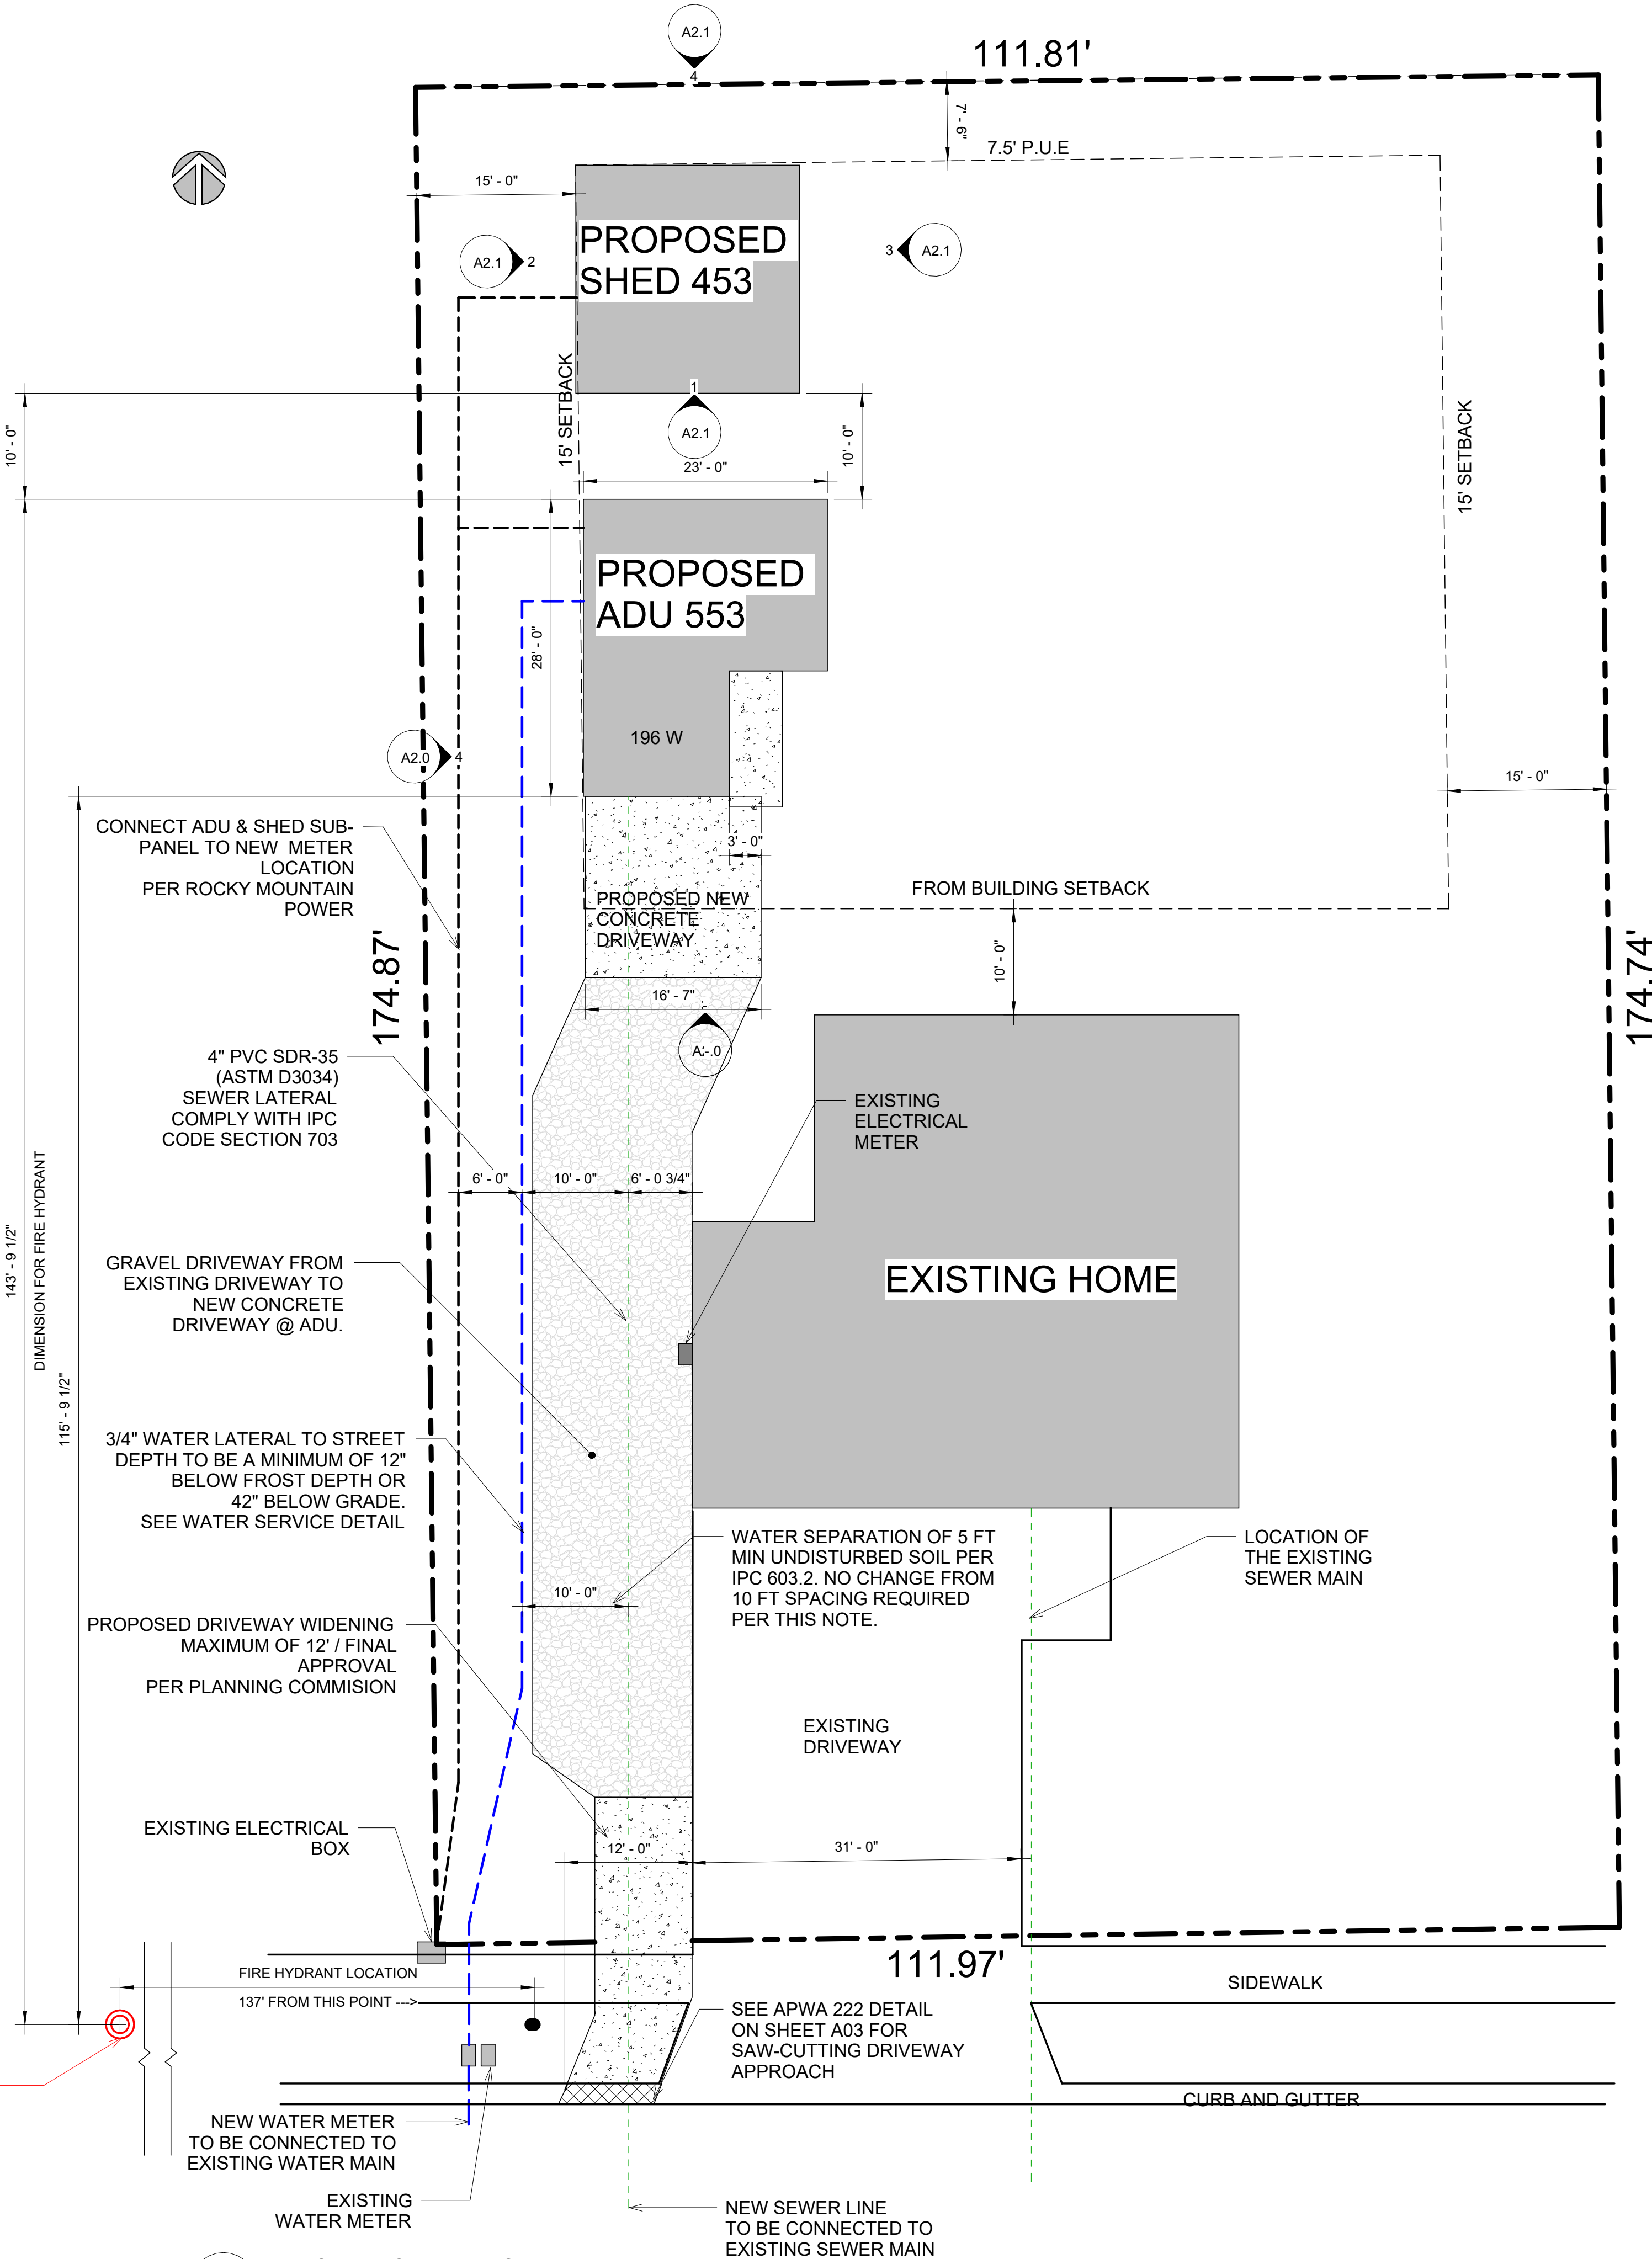 A2.1
4
111.81'
7' - 6"
7.5' P.U.E
15' - 0"
PROPOSED
SHED 453
A2.1
2
3
A2.1
15' SETBACK
1
A2.1
10' - 0"
10' - 0"
15' SETBACK
23' - 0"
PROPOSED
ADU 553
28' - 0"
196 W
A2.0
4
15' - 0"
CONNECT ADU & SHED SUB-
PANEL TO NEW METER
LOCATION
PER ROCKY MOUNTAIN
POWER
3' - 0"
PROPOSED NEW
CONCRETE
DRIVEWAY
FROM BUILDING SETBACK
10' - 0"
174.87'
174.74'
16' - 7"
4" PVC SDR-35
(ASTM D3034)
SEWER LATERAL
COMPLY WITH IPC
CODE SECTION 703
EXISTING
ELECTRICAL
METER
6' - 0"
10' - 0"
6' - 0 3/4"
143' - 9 1/2"
DIMENSION FOR FIRE HYDRANT
115' - 9 1/2"
GRAVEL DRIVEWAY FROM
EXISTING DRIVEWAY TO
NEW CONCRETE
DRIVEWAY @ ADU.
EXISTING HOME
3/4" WATER LATERAL TO STREET
DEPTH TO BE A MINIMUM OF 12"
BELOW FROST DEPTH OR
42" BELOW GRADE.
SEE WATER SERVICE DETAIL
WATER SEPARATION OF 5 FT
MIN UNDISTURBED SOIL PER
IPC 603.2. NO CHANGE FROM
10 FT SPACING REQUIRED
PER THIS NOTE.
LOCATION OF
THE EXISTING
SEWER MAIN
10' - 0"
PROPOSED DRIVEWAY WIDENING
MAXIMUM OF 12' / FINAL
APPROVAL
PER PLANNING COMMISION
EXISTING
DRIVEWAY
EXISTING ELECTRICAL
BOX
12' - 0"
31' - 0"
111.97'
FIRE HYDRANT LOCATION
137' FROM THIS POINT --->
SIDEWALK
SEE APWA 222 DETAIL
ON SHEET A03 FOR
SAW-CUTTING DRIVEWAY
APPROACH
CURB AND GUTTER
NEW WATER METER
TO BE CONNECTED TO
EXISTING WATER MAIN
EXISTING
WATER METER
NEW SEWER LINE
TO BE CONNECTED TO
EXISTING SEWER MAIN